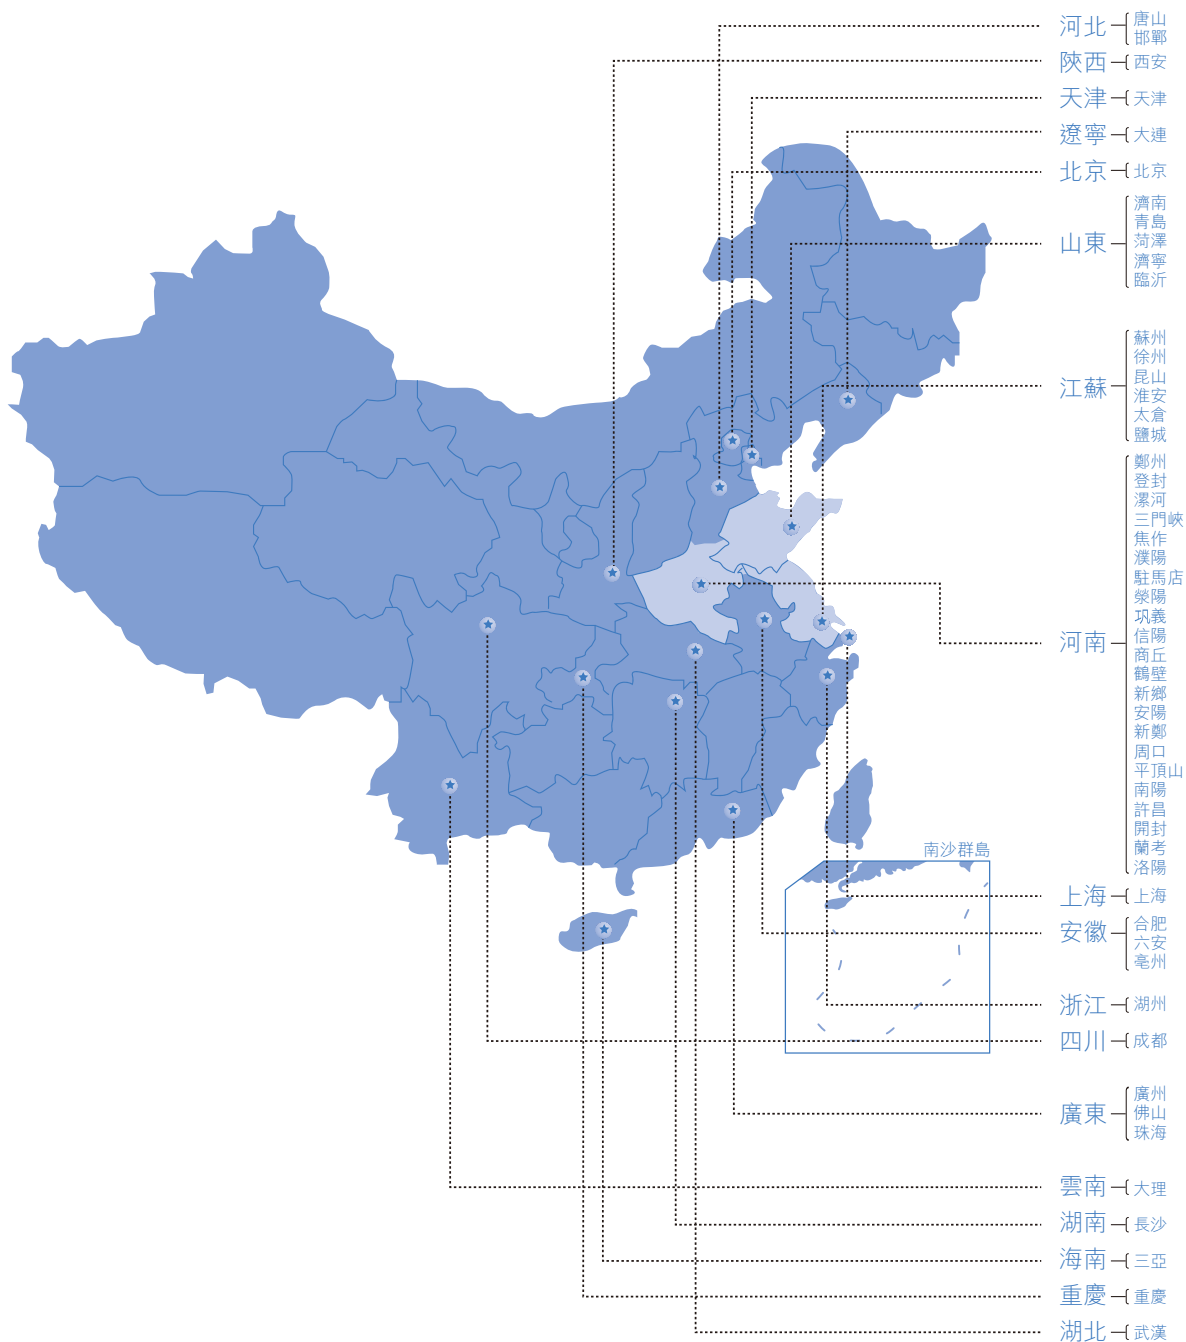 河北
唐山
邯鄲
陝西
西安
天津
天津
遼寧
大連
北京
北京
山東
濟南
青島
菏澤
濟寧
臨沂
江蘇
蘇州
徐州
昆山
淮安
太倉
鹽城
河南
鄭州
登封
漯河
三門峽
焦作
濮陽
駐馬店
滎陽
巩義
信陽
商丘
鶴壁
新鄉
安陽
新鄭
周口
平頂山
南陽
許昌
開封
蘭考
洛陽
南沙群島
上海
上海
安徽
合肥
六安
亳州
浙江
湖州
四川
成都
廣東
廣州
佛山
珠海
雲南
大理
湖南
長沙
海南
三亞
重慶
重慶
湖北
武漢